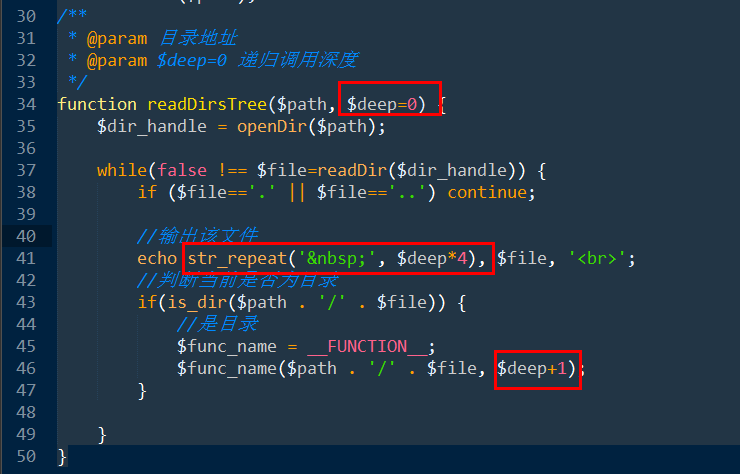 30 /**
31  * @param 目录地址
32  * @param $deep=0 递归调用深度
33  */
34 function readDirsTree($path, $deep=0) {
35     $dir_handle = openDir($path);
36
37     while(false !== $file=readDir($dir_handle)) {
38         if ($file=='.' || $file=='..') continue;
39
40         //输出该文件
41         echo str_repeat('&nbsp;', $deep*4), $file, '<br>';
42         //判断当前是否为目录
43         if(is_dir($path . '/' . $file)) {
44             //是目录
45             $func_name = __FUNCTION__;
46             $func_name($path . '/' . $file, $deep+1);
47         }
48
49     }
50 }